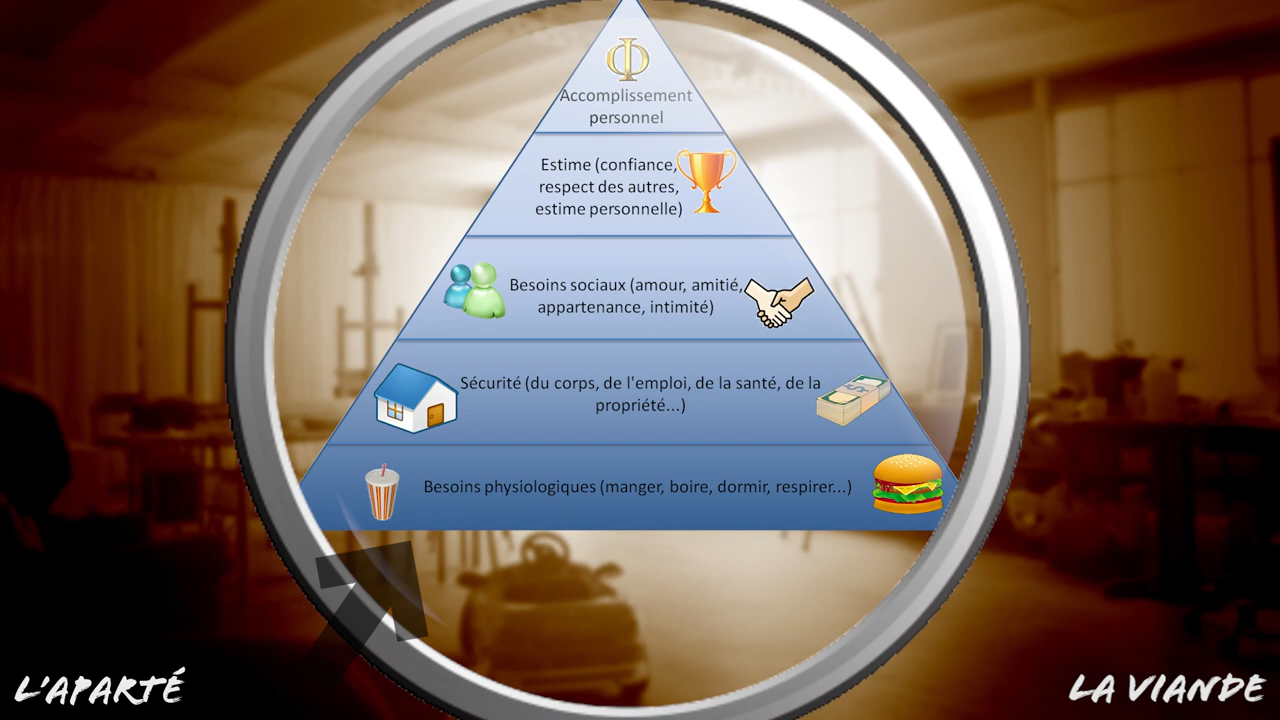 Φ
Accomplissement
personnel
Estime (confiance,
respect des autres,
estime personnelle)
Besoins sociaux (amour, amitié,
appartenance, intimité)
Sécurité (du corps, de l'emploi, de la santé, de la
propriété...)
Besoins physiologiques (manger, boire, dormir, respirer...)
L'APARTÉ
LA VIANDE